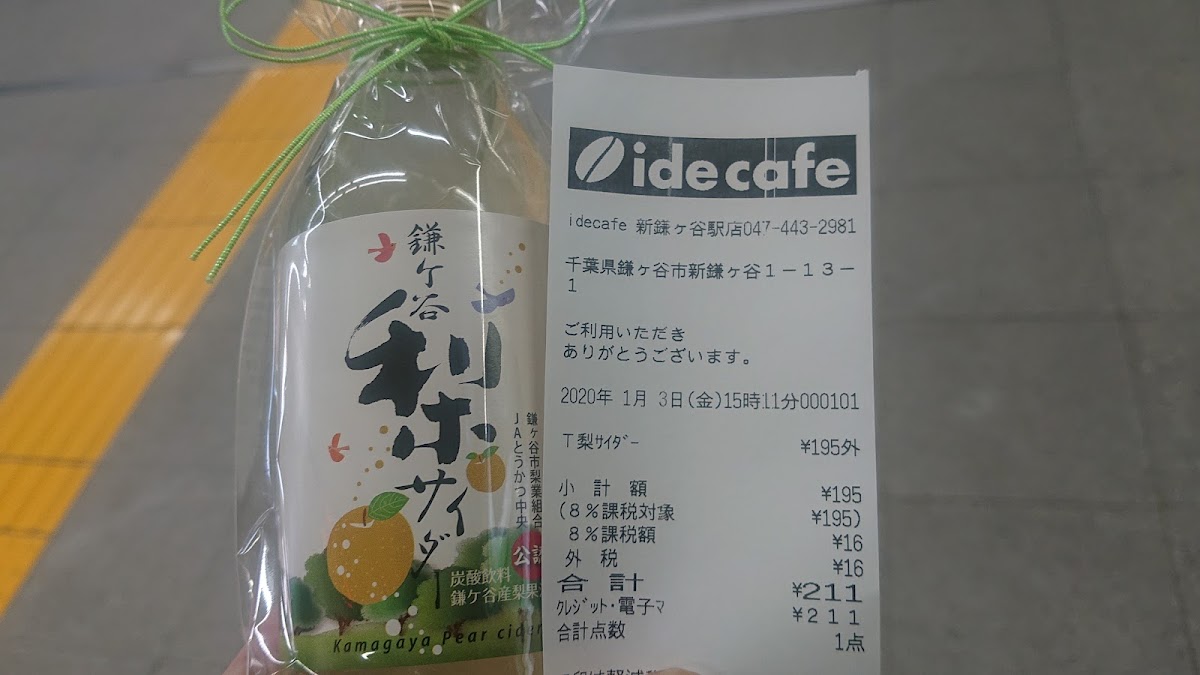 鎌ヶ谷
梨サイダー
鎌ヶ谷市梨業組合
JAとうかつ中央
公認
炭酸飲料
鎌ケ谷産梨果
Kamagaya Pear cider
idecafe
idecafe 新鎌ヶ谷駅店047-443-2981
千葉県鎌ヶ谷市新鎌ヶ谷1-13-
1
ご利用いただき
ありがとうございます。
2020年 1月 3日(金)15時11分000101
T梨サイダー ¥195外
小計額 ¥195
(8%課税対象 ¥195)
8%課税額 ¥16
外税 ¥16
合計 ¥211
クレジット・電子マ ¥211
合計点数 1点